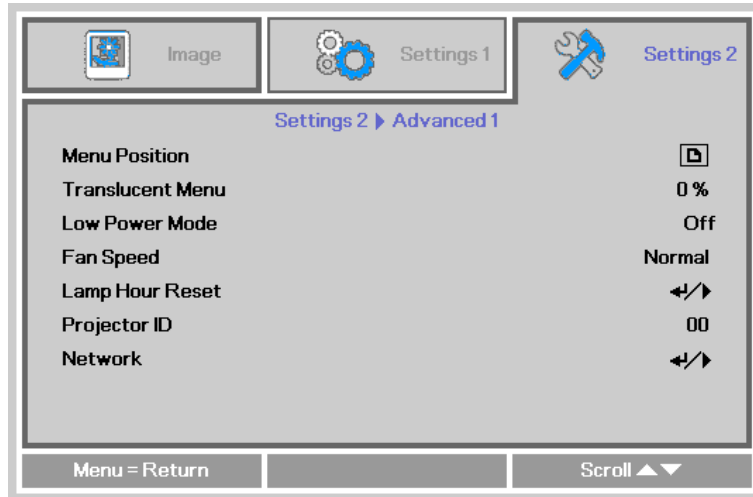 Image
Settings 1
Settings 2
Settings 2 Advanced 1
Menu Position
Translucent Menu 0 %
Low Power Mode Off
Fan Speed Normal
Lamp Hour Reset
Projector ID 00
Network
Menu = Return
Scroll